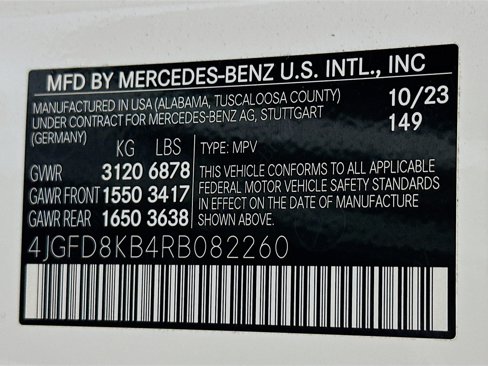 MFD BY MERCEDES-BENZ U.S. INTL., INC
MANUFACTURED IN USA (ALABAMA, TUSCALOOSA COUNTY) 10/23
UNDER CONTRACT FOR MERCEDES-BENZ AG, STUTTGART 149
(GERMANY)
KG LBS
GVWR 3120 6878
GAWR FRONT 1550 3417
GAWR REAR 1650 3638
TYPE: MPV
THIS VEHICLE CONFORMS TO ALL APPLICABLE
FEDERAL MOTOR VEHICLE SAFETY STANDARDS
IN EFFECT ON THE DATE OF MANUFACTURE
SHOWN ABOVE.
4JGFD8KB4RB082260